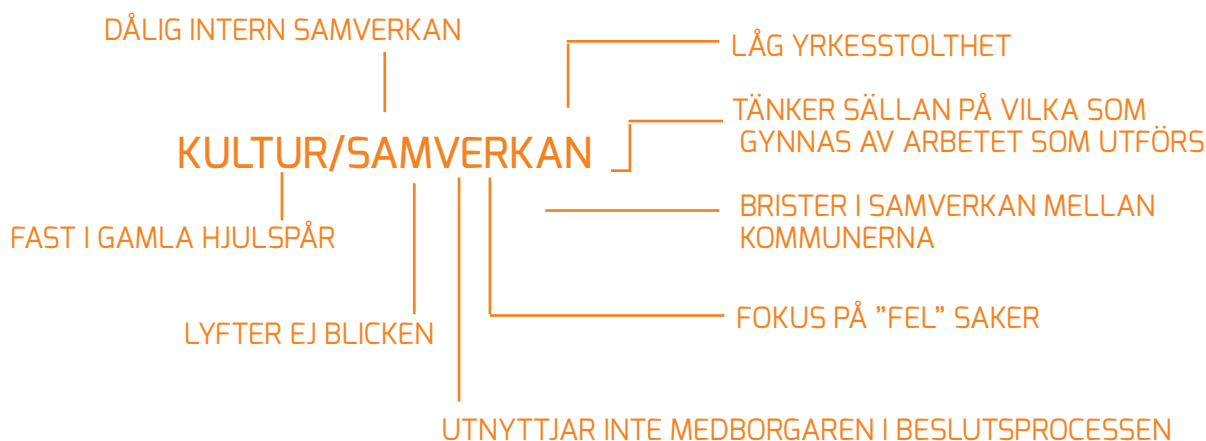 DÅLIG INTERN SAMVERKAN
LÅG YRKESSTOLTHET
TÄNKER SÄLLAN PÅ VILKA SOM
GYNNAS AV ARBETET SOM UTFÖRS
KULTUR/SAMVERKAN
BRISTER I SAMVERKAN MELLAN
KOMMUNERNA
FAST I GAMLA HJULSPÅR
FOKUS PÅ ”FEL” SAKER
LYFTER EJ BLICKEN
UTNYTTJAR INTE MEDBORGAREN I BESLUTSPROCESSEN